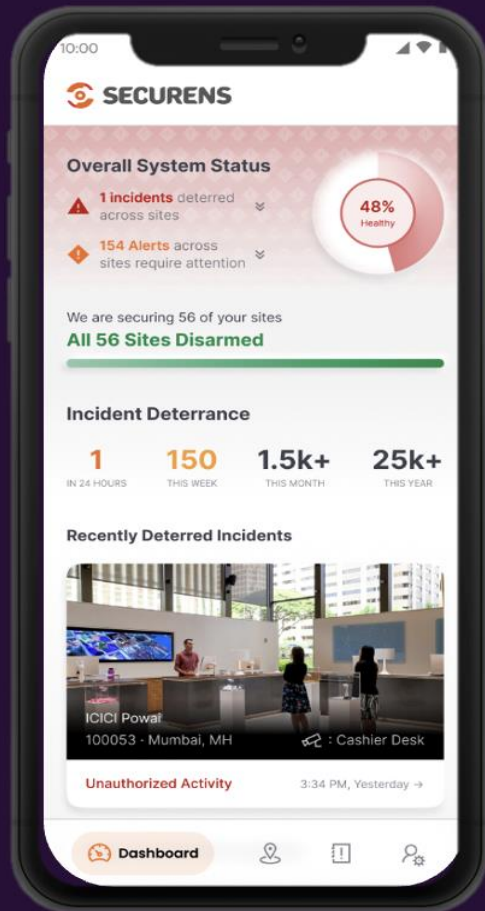 10:00
SECURENS
Overall System Status
1 incidents deterred
across sites
154 Alerts across
sites require attention
48%
Healthy
We are securing 56 of your sites
All 56 Sites Disarmed
Incident Deterrance
1
IN 24 HOURS
150
THIS WEEK
1.5k+
THIS MONTH
25k+
THIS YEAR
Recently Deterred Incidents
ICICI Powai
100053 - Mumbai, MH
: Cashier Desk
Unauthorized Activity
3:34 PM, Yesterday →
Dashboard